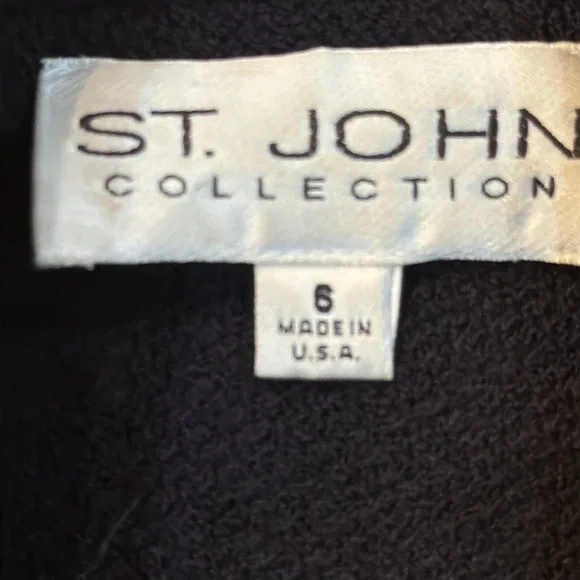 ST. JOHN
COLLECTION
6
MADE IN
U.S.A.